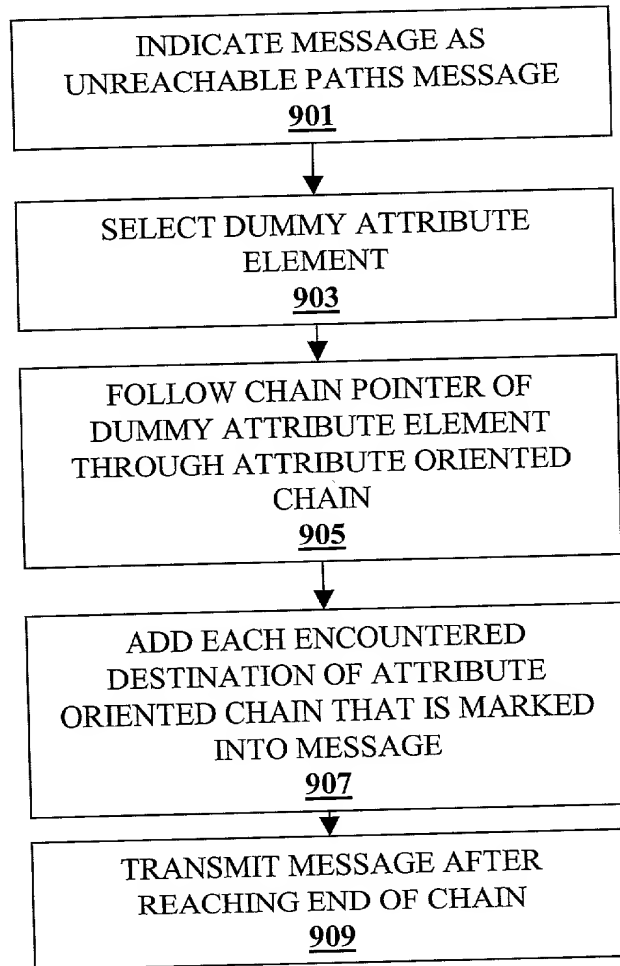 INDICATE MESSAGE AS
UNREACHABLE PATHS MESSAGE
901
SELECT DUMMY ATTRIBUTE
ELEMENT
903
FOLLOW CHAIN POINTER OF
DUMMY ATTRIBUTE ELEMENT
THROUGH ATTRIBUTE ORIENTED
CHAIN
905
ADD EACH ENCOUNTERED
DESTINATION OF ATTRIBUTE
ORIENTED CHAIN THAT IS MARKED
INTO MESSAGE
907
TRANSMIT MESSAGE AFTER
REACHING END OF CHAIN
909